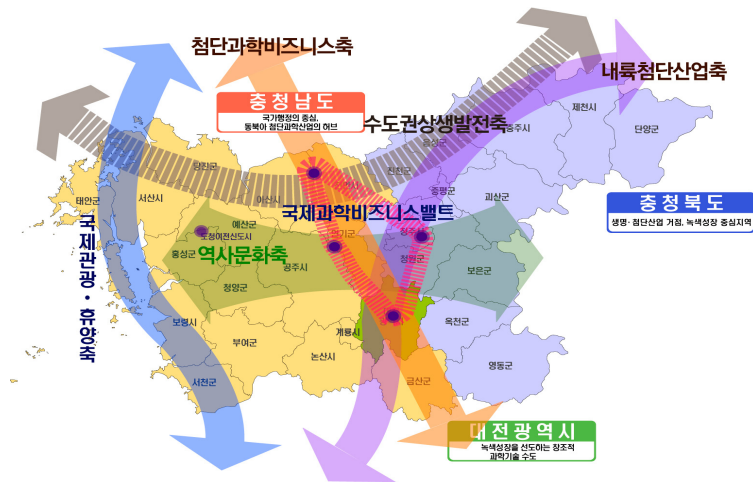 첨단과학비즈니스축
내륙첨단산업축
충청남도
국가행정의 중심,
동북아 첨단과학산업의 허브
수도권상생발전축
제천시
단양군
충주시
음성군
진천군
당진군
증평군
괴산군
태안군
서산시
아산시
충청북도
생명·첨단산업 거점, 녹색성장 중심지역
국제과학비즈니스벨트
예산군
도청이전신도시
연기군
청주시
홍성군
역사문화축
공주시
청원군
보은군
국제관광·휴양축
청양군
보령시
계룡시
옥천군
부여군
논산시
영동군
서천군
금산군
대전광역시
녹색성장을 선도하는 창조적
과학기술 수도